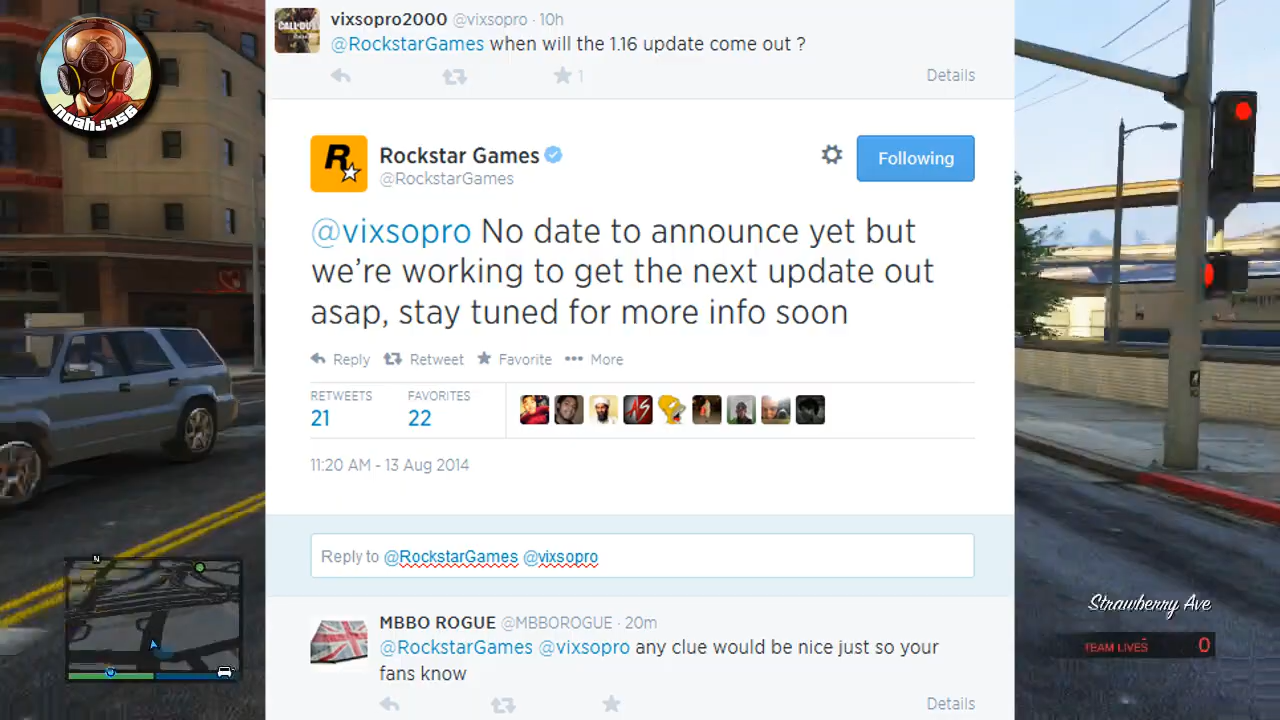 NOAHJ456
vixsopro2000 @vixsopro · 10h
@RockstarGames when will the 1.16 update come out ?
1
Details
Rockstar Games
@RockstarGames
Following
@vixsopro No date to announce yet but
we’re working to get the next update out
asap, stay tuned for more info soon
Reply Retweet Favorite More
RETWEETS FAVORITES
21 22
11:20 AM - 13 Aug 2014
Reply to @RockstarGames @vixsopro
MBBO ROGUE @MBBOROGUE · 20m
@RockstarGames @vixsopro any clue would be nice just so your
fans know
Details
N
Strawberry Ave
TEAM LIVES 0